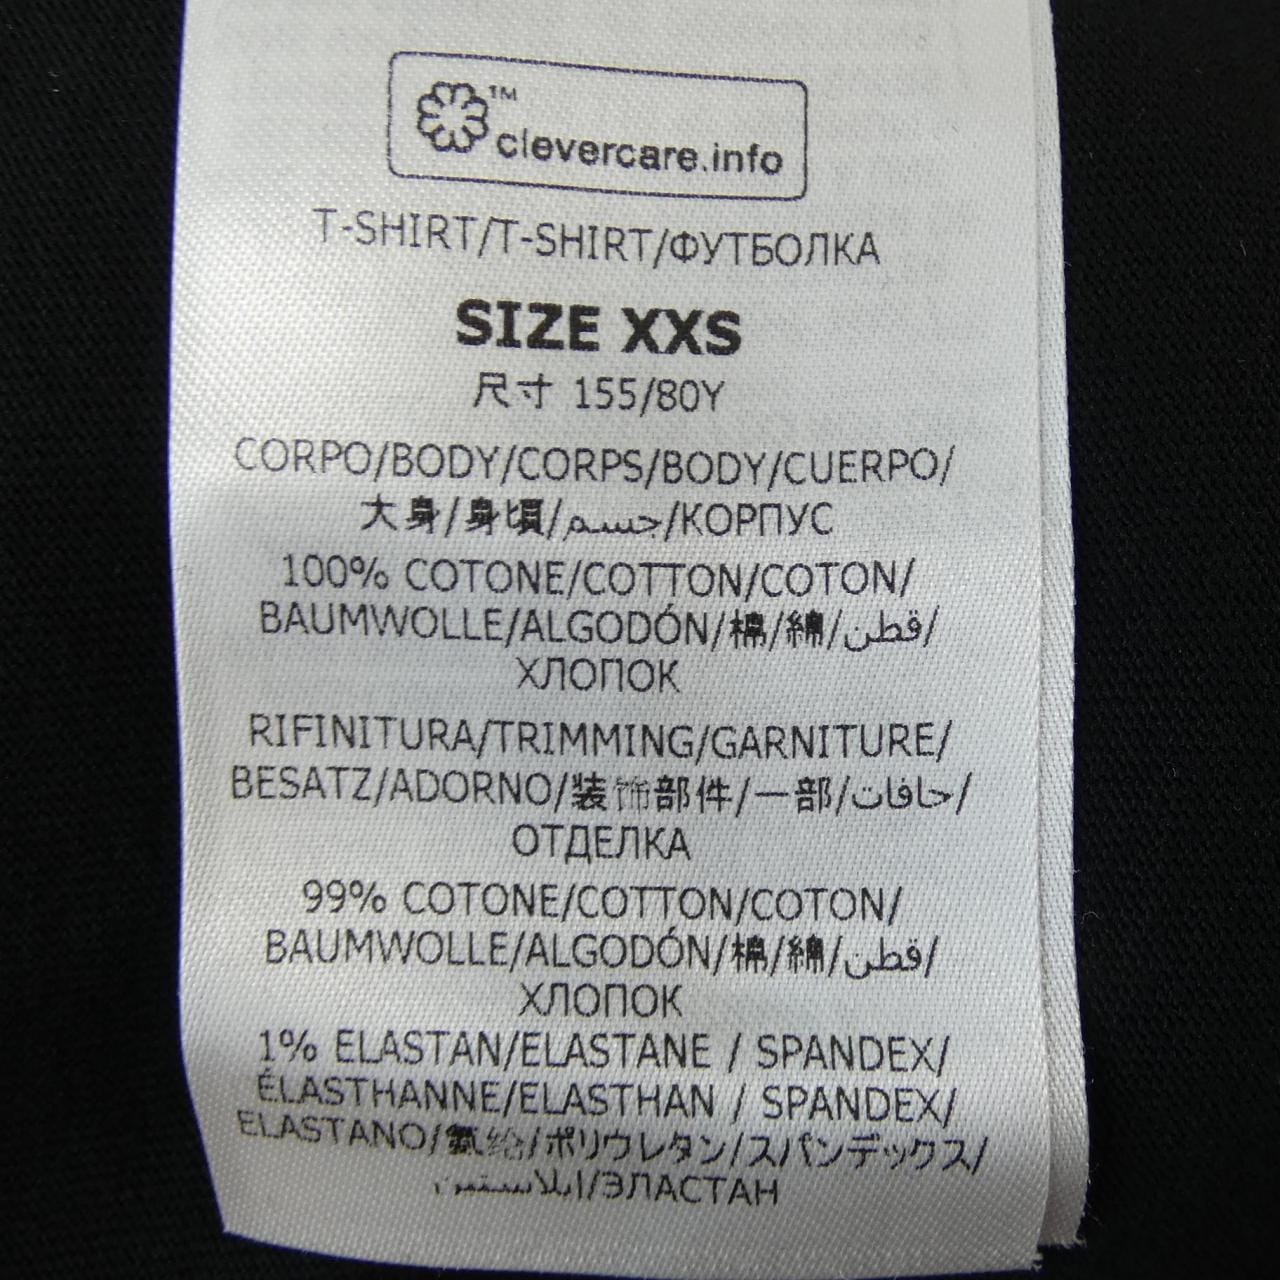 ™
clevercare.info
T-SHIRT/T-SHIRT/ФУТБОЛКА
SIZE XXS
尺寸 155/80Y
CORPO/BODY/CORPS/BODY/CUERPO/
大身/身頃/جسم/КОРПУС
100% COTONE/COTTON/COTON/
BAUMWOLLE/ALGODÓN/棉/綿/قطن/
ХЛОПОК
RIFINITURA/TRIMMING/GARNITURE/
BESATZ/ADORNO/装饰部件/一部/حافات/
ОТДЕЛКА
99% COTONE/COTTON/COTON/
BAUMWOLLE/ALGODÓN/棉/綿/قطن/
ХЛОПОК
1% ELASTAN/ELASTANE / SPANDEX/
ÉLASTHANNE/ELASTHAN / SPANDEX/
ELASTANO/氨纶/ポリウレタン/スパンデックス/
ايلاستين/ЭЛАСТАН